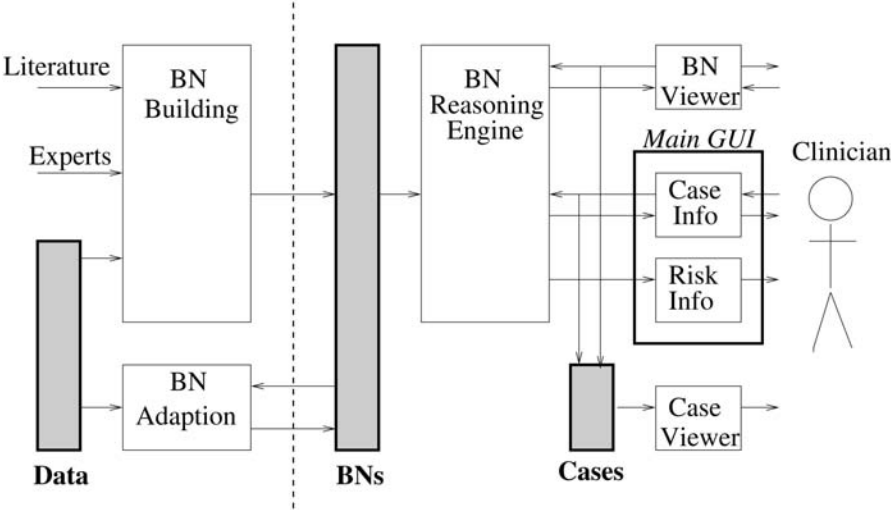 Literature
Experts
BN
Building
BN
Adaption
Data
BNs
BN
Reasoning
Engine
BN
Viewer
Main GUI
Case
Info
Risk
Info
Clinician
Cases
Case
Viewer